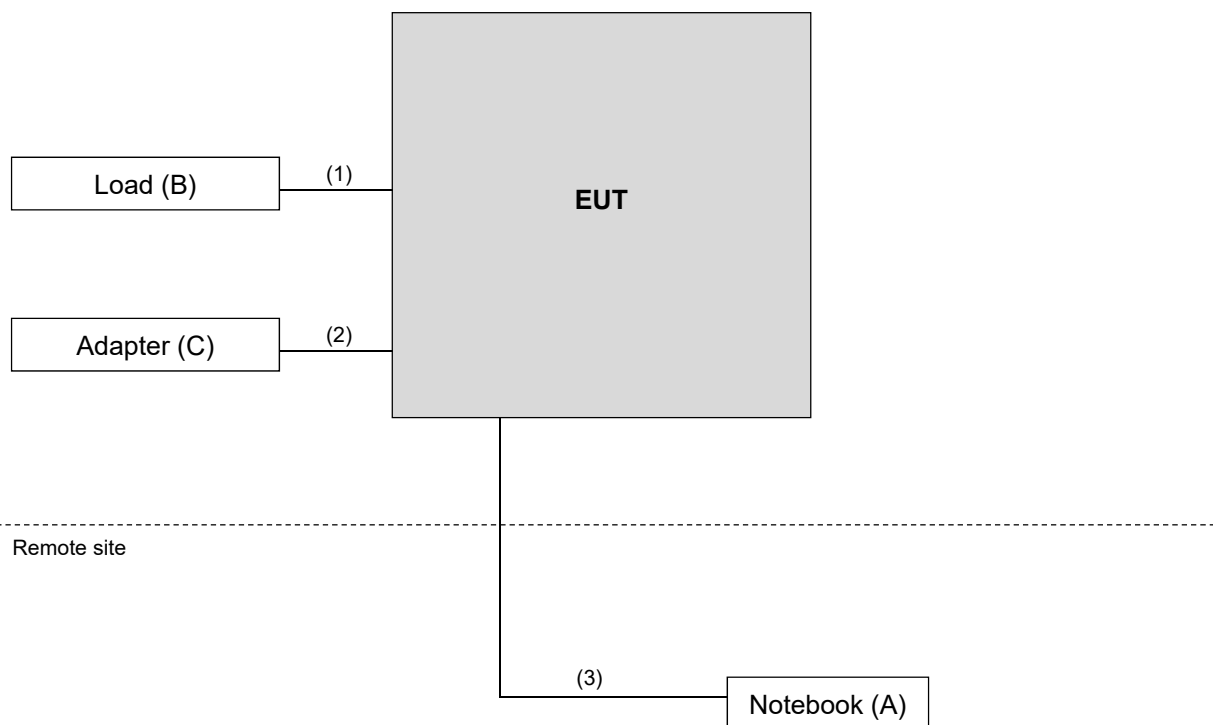 (1)
Load (B)
EUT
(2)
Adapter (C)
Remote site
(3)
Notebook (A)